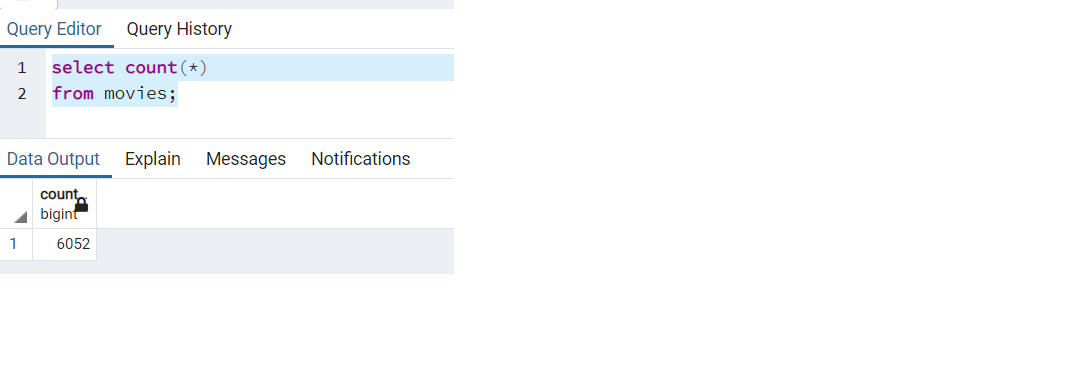 Query Editor Query History
1 select count(*)
2 from movies;
Data Output Explain Messages Notifications
count
bigint
1 6052